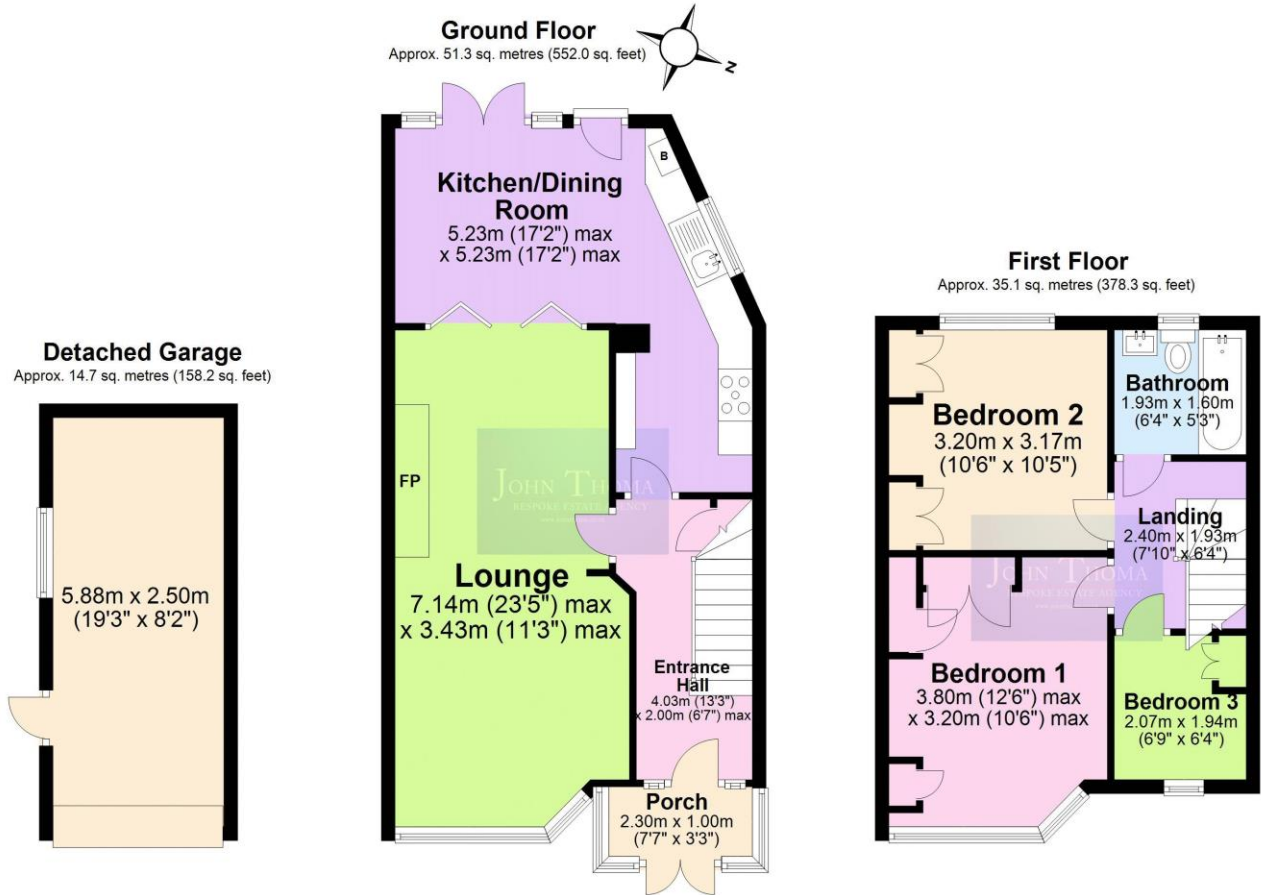 Ground Floor
Approx. 51.3 sq. metres (552.0 sq. feet)
N
B
Kitchen/Dining
Room
5.23m (17'2") max
x 5.23m (17'2") max
First Floor
Approx. 35.1 sq. metres (378.3 sq. feet)
Detached Garage
Approx. 14.7 sq. metres (158.2 sq. feet)
5.88m x 2.50m
(19'3" x 8'2")
FP
JOHN THOMA
BESPOKE ESTATE AGENCY
Lounge
7.14m (23'5") max
x 3.43m (11'3") max
Entrance
Hall
4.03m (13'3")
x 2.00m (6'7") max
Porch
2.30m x 1.00m
(7'7" x 3'3")
Bedroom 2
3.20m x 3.17m
(10'6" x 10'5")
Bathroom
1.93m x 1.60m
(6'4" x 5'3")
Landing
2.40m x 1.93m
(7'10" x 6'4")
JOHN THOMA
BESPOKE ESTATE AGENCY
Bedroom 1
3.80m (12'6") max
x 3.20m (10'6") max
Bedroom 3
2.07m x 1.94m
(6'9" x 6'4")